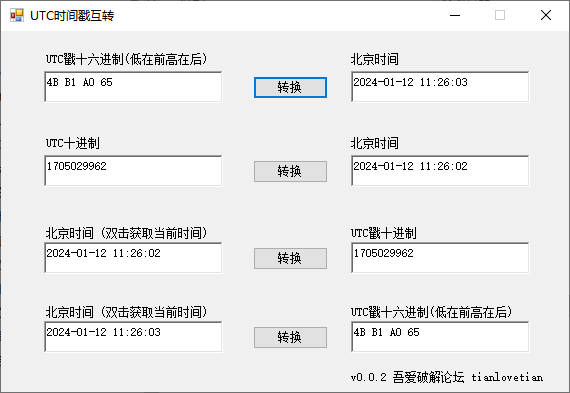 UTC时间戳互转
UTC戳十六进制(低在前高在后)
北京时间
4B B1 A0 65
转换
2024-01-12 11:26:03
UTC十进制
北京时间
1705029962
转换
2024-01-12 11:26:02
北京时间（双击获取当前时间）
UTC戳十进制
2024-01-12 11:26:02
转换
1705029962
北京时间（双击获取当前时间）
UTC戳十六进制(低在前高在后)
2024-01-12 11:26:03
转换
4B B1 A0 65
v0.0.2 吾爱破解论坛 tianlovetian